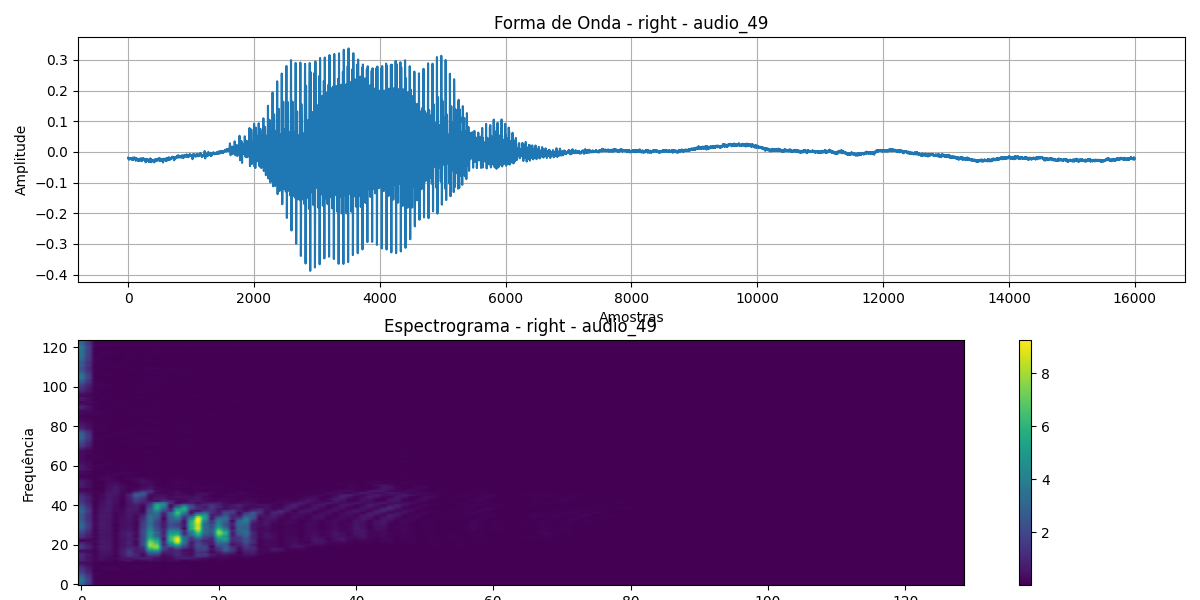 Forma de Onda - right - audio_49
Amplitude
0.3
0.2
0.1
0.0
−0.1
−0.2
−0.3
−0.4
0 2000 4000 6000 8000 10000 12000 14000 16000
Amostras
Espectrograma - right - audio_49
Frequência
120
100
80
60
40
20
0
0 20 40 60 80 100 120
8
6
4
2